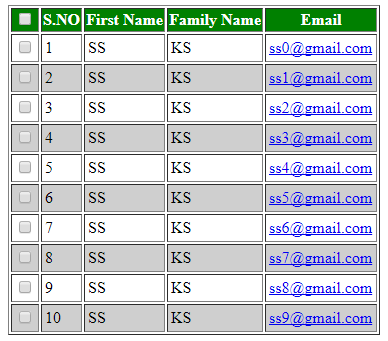 S.NO First Name Family Name Email
1 SS KS ss0@gmail.com
2 SS KS ss1@gmail.com
3 SS KS ss2@gmail.com
4 SS KS ss3@gmail.com
5 SS KS ss4@gmail.com
6 SS KS ss5@gmail.com
7 SS KS ss6@gmail.com
8 SS KS ss7@gmail.com
9 SS KS ss8@gmail.com
10 SS KS ss9@gmail.com